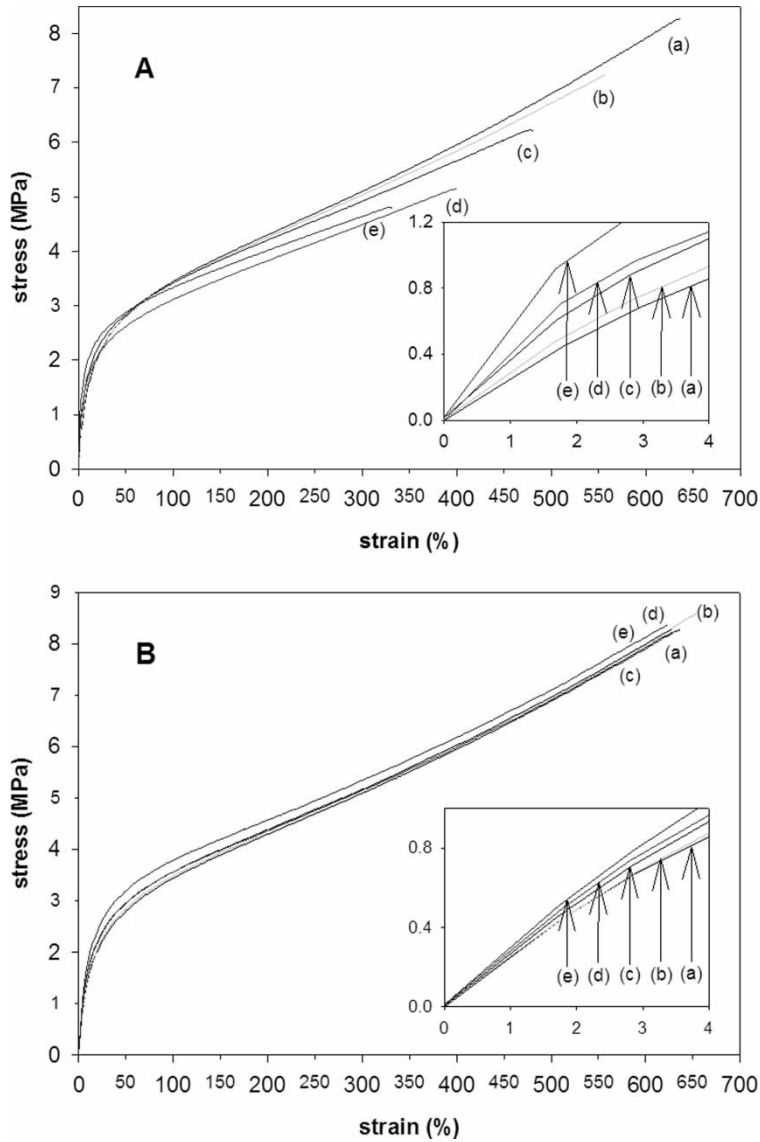 A
9
8
7
6
5
4
3
2
1
0
stress (MPa)
(a)
(b)
(c)
(d)
(e)
1.2
0.8
0.4
0.0
(e) (d) (c) (b) (a)
0 1 2 3 4
0 50 100 150 200 250 300 350 400 450 500 550 600 650 700
strain (%)
B
9
8
7
6
5
4
3
2
1
0
stress (MPa)
(b)
(d)
(e)
(a)
(c)
0.8
0.4
0.0
(e) (d) (c) (b) (a)
0 1 2 3 4
0 50 100 150 200 250 300 350 400 450 500 550 600 650 700
strain (%)